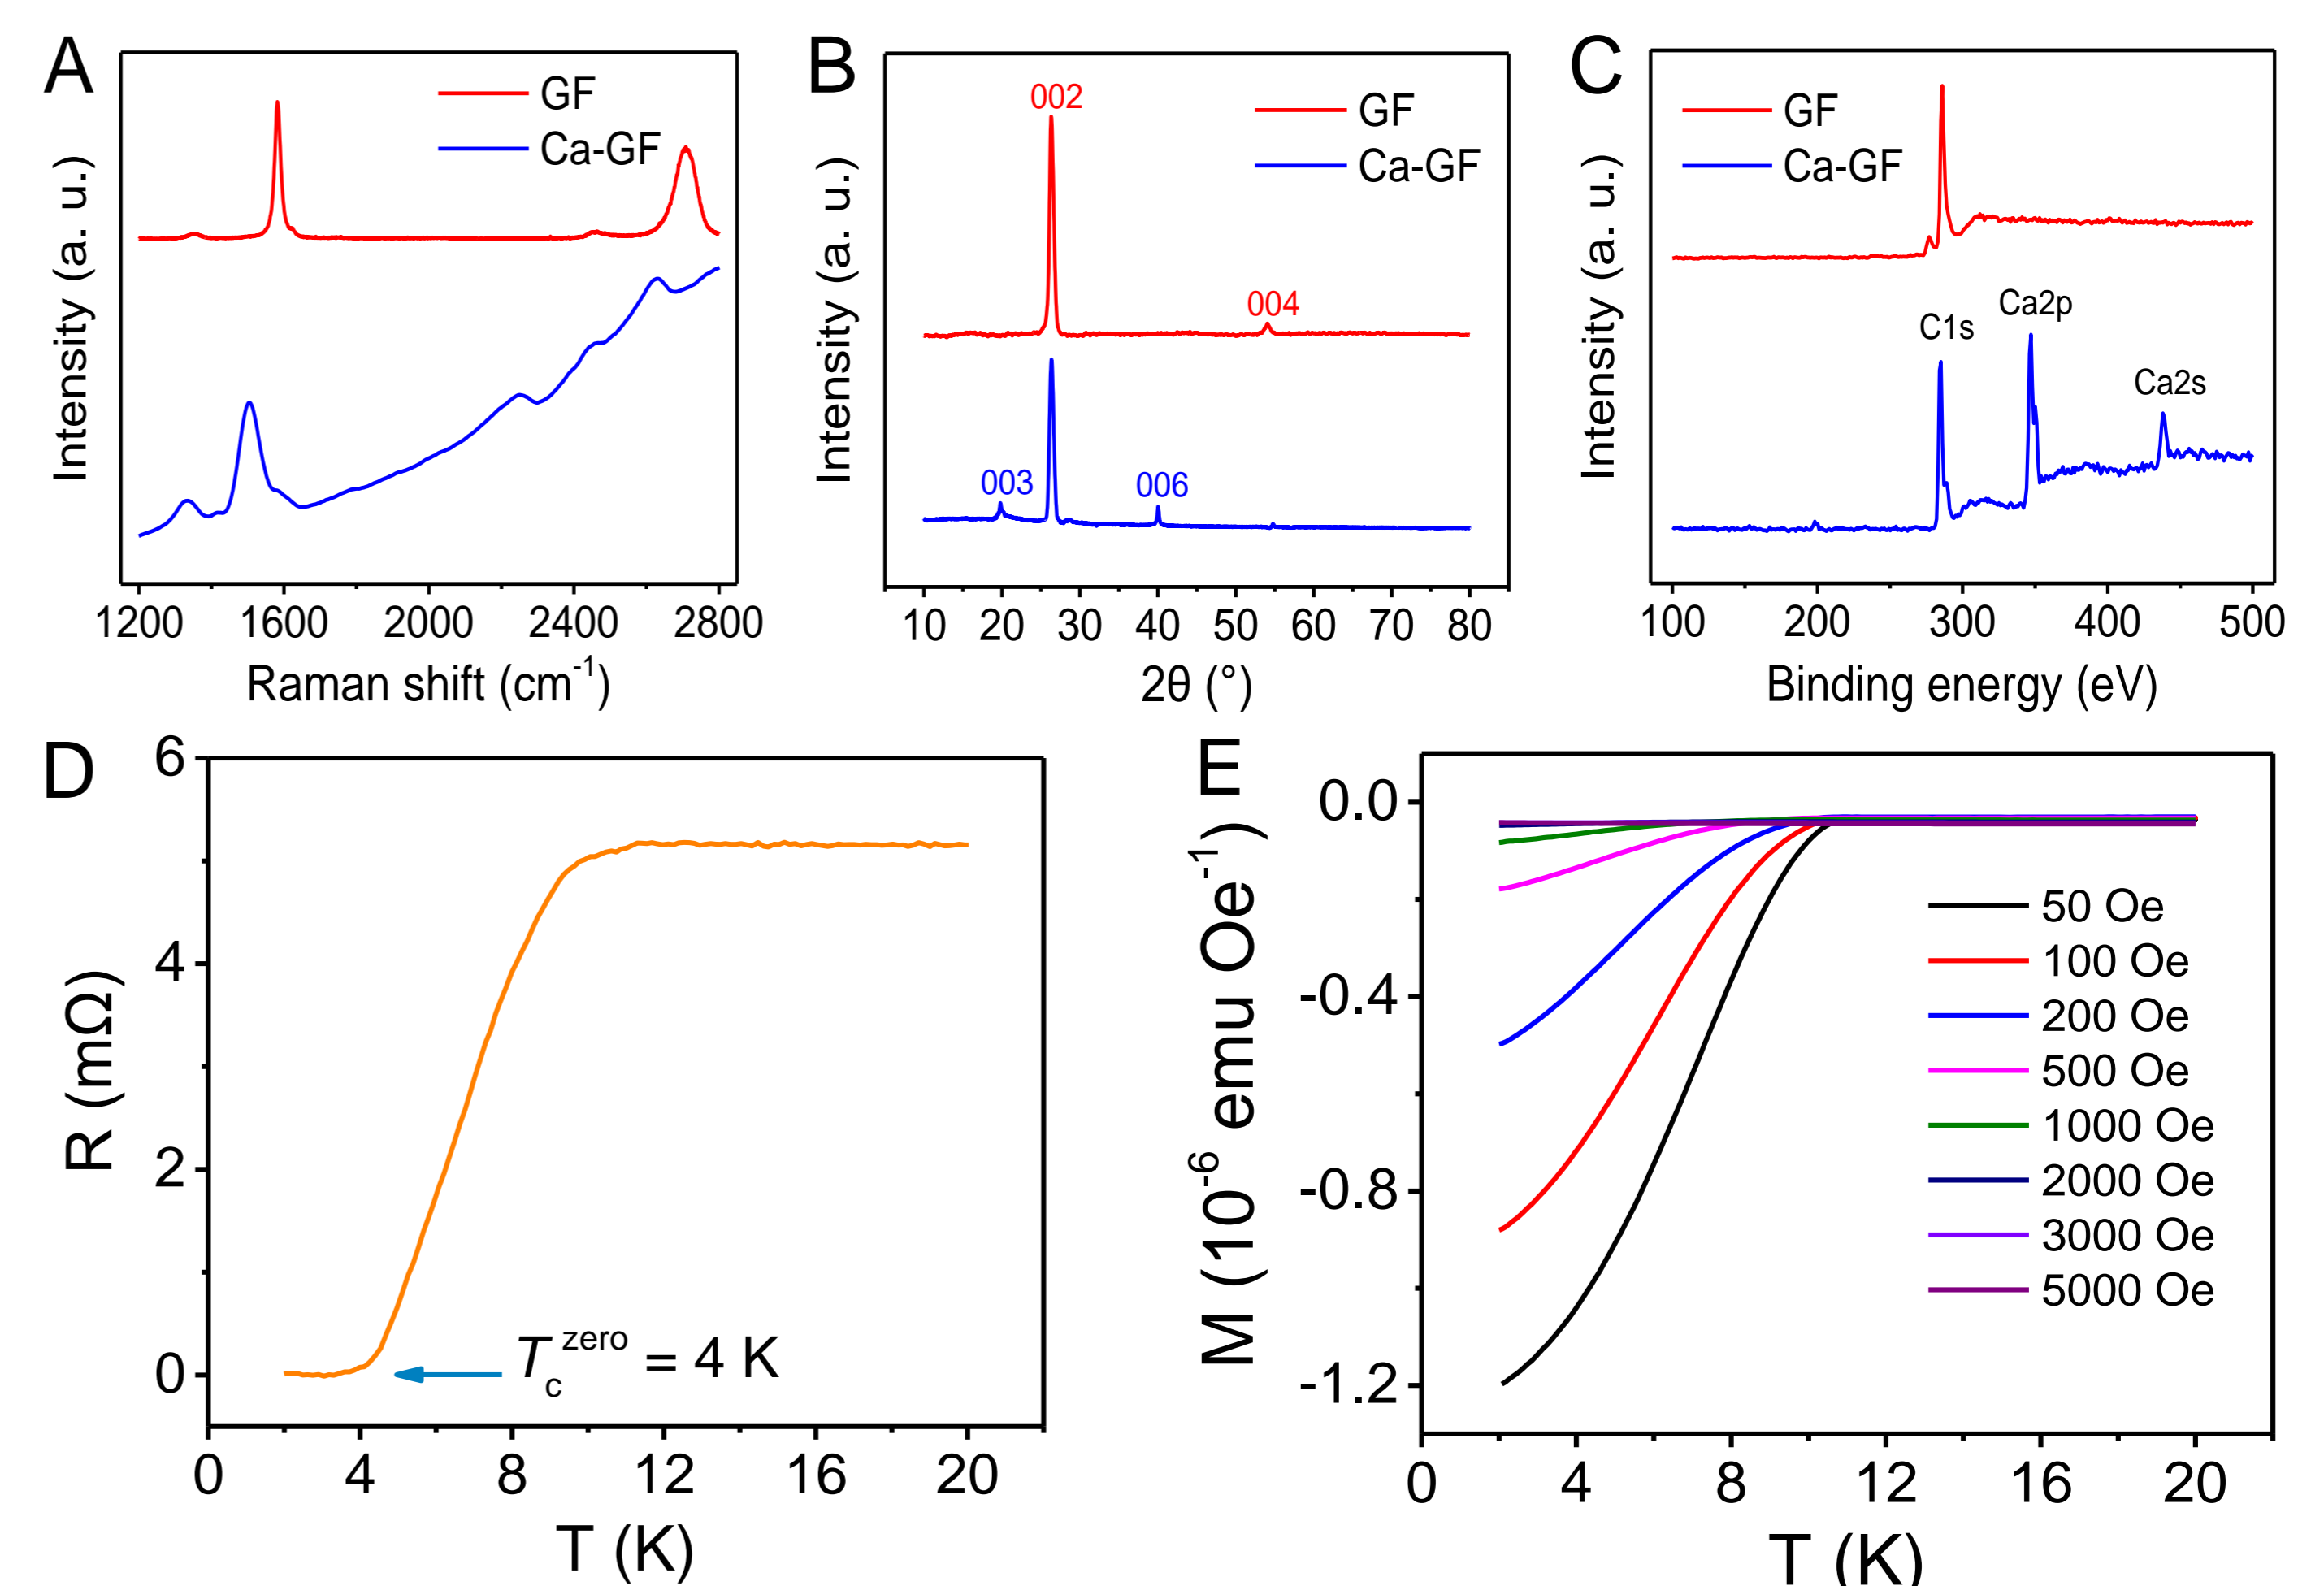 A
GF
Ca-GF
Intensity (a. u.)
1200 1600 2000 2400 2800
Raman shift (cm⁻¹)
B
002
GF
Ca-GF
004
003
006
Intensity (a. u.)
10 20 30 40 50 60 70 80
2θ (°)
C
GF
Ca-GF
C1s
Ca2p
Ca2s
Intensity (a. u.)
100 200 300 400 500
Binding energy (eV)
D
6
4
2
0
R (mΩ)
T_c^zero = 4 K
0 4 8 12 16 20
T (K)
E
0.0
-0.4
-0.8
-1.2
M (10⁻⁶ emu Oe⁻¹)
50 Oe
100 Oe
200 Oe
500 Oe
1000 Oe
2000 Oe
3000 Oe
5000 Oe
0 4 8 12 16 20
T (K)